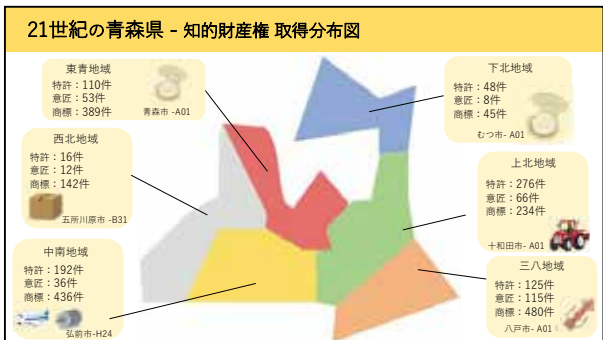 21世紀の青森県 - 知的財産権 取得分布図
東青地域
特許：110件
意匠：53件
商標：389件
青森市 -A01
西北地域
特許：16件
意匠：12件
商標：142件
五所川原市 -B31
中南地域
特許：192件
意匠：36件
商標：436件
弘前市-H24
下北地域
特許：48件
意匠：8件
商標：45件
むつ市- A01
上北地域
特許：276件
意匠：66件
商標：234件
十和田市- A01
三八地域
特許：125件
意匠：115件
商標：480件
八戸市- A01